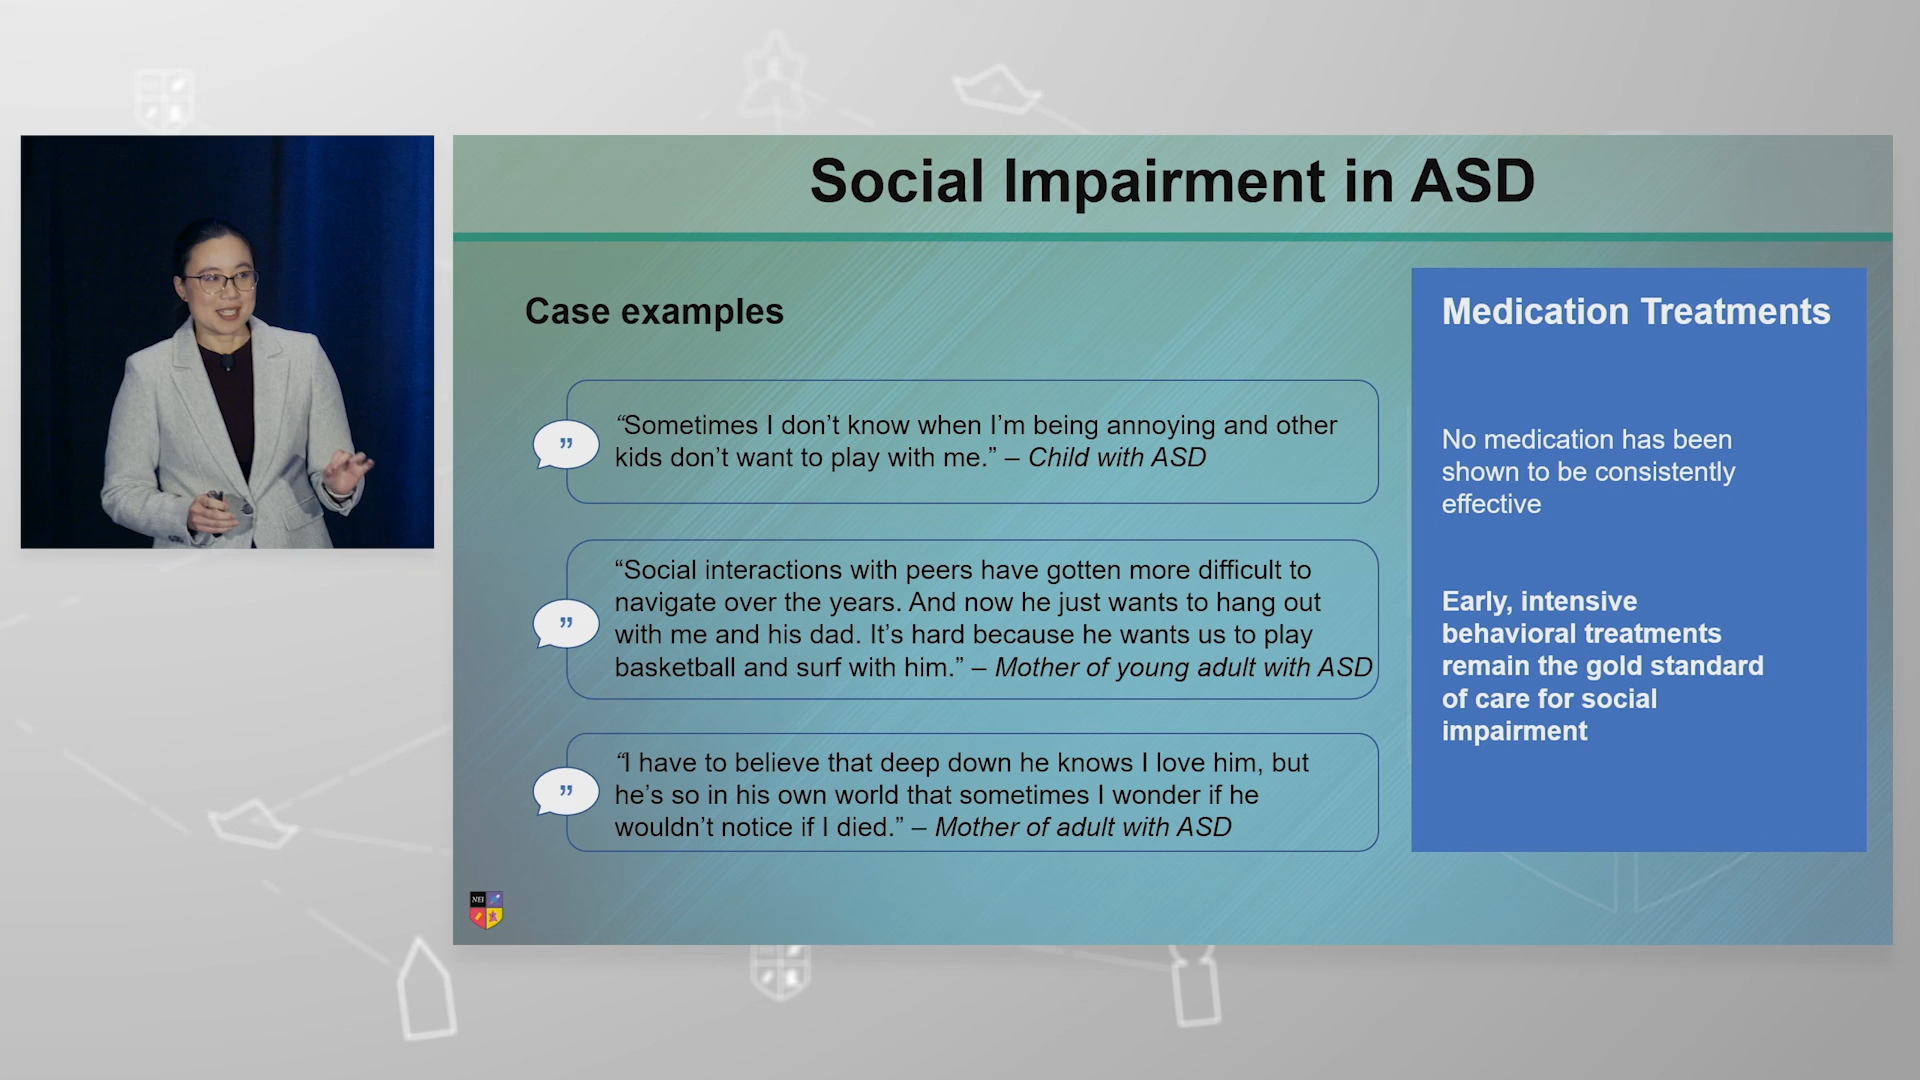 Social Impairment in ASD
Case examples
“Sometimes I don’t know when I’m being annoying and other
kids don’t want to play with me.” – Child with ASD
“Social interactions with peers have gotten more difficult to
navigate over the years. And now he just wants to hang out
with me and his dad. It’s hard because he wants us to play
basketball and surf with him.” – Mother of young adult with ASD
“I have to believe that deep down he knows I love him, but
he’s so in his own world that sometimes I wonder if he
wouldn’t notice if I died.” – Mother of adult with ASD
Medication Treatments
No medication has been
shown to be consistently
effective
Early, intensive
behavioral treatments
remain the gold standard
of care for social
impairment
NEI